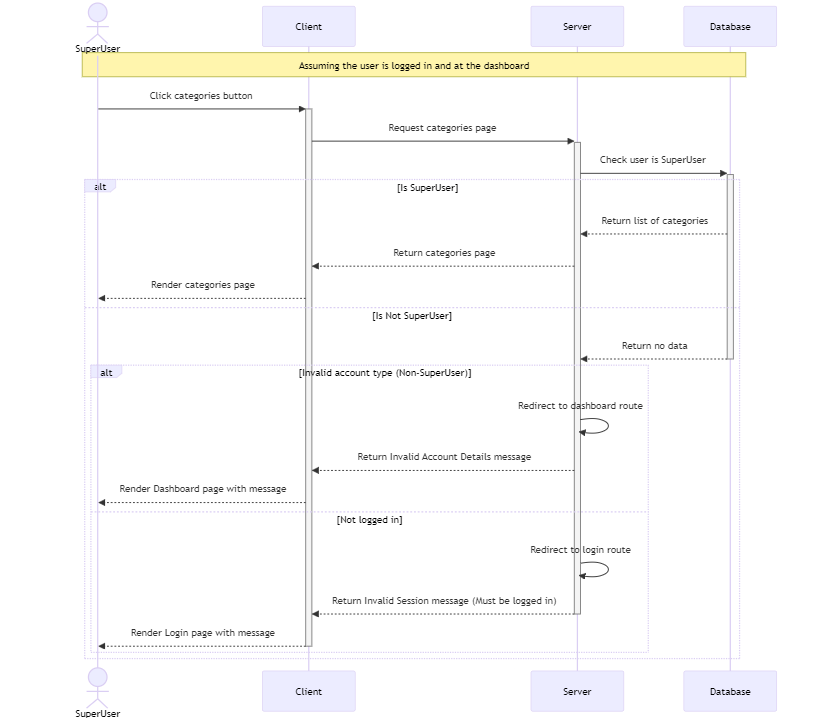 Client
Server
Database
SuperUser
Assuming the user is logged in and at the dashboard
Click categories button
Request categories page
Check user is SuperUser
alt
[Is SuperUser]
Return list of categories
Return categories page
Render categories page
[Is Not SuperUser]
Return no data
alt
[Invalid account type (Non-SuperUser)]
Redirect to dashboard route
Return Invalid Account Details message
Render Dashboard page with message
[Not logged in]
Redirect to login route
Return Invalid Session message (Must be logged in)
Render Login page with message
Client
Server
Database
SuperUser